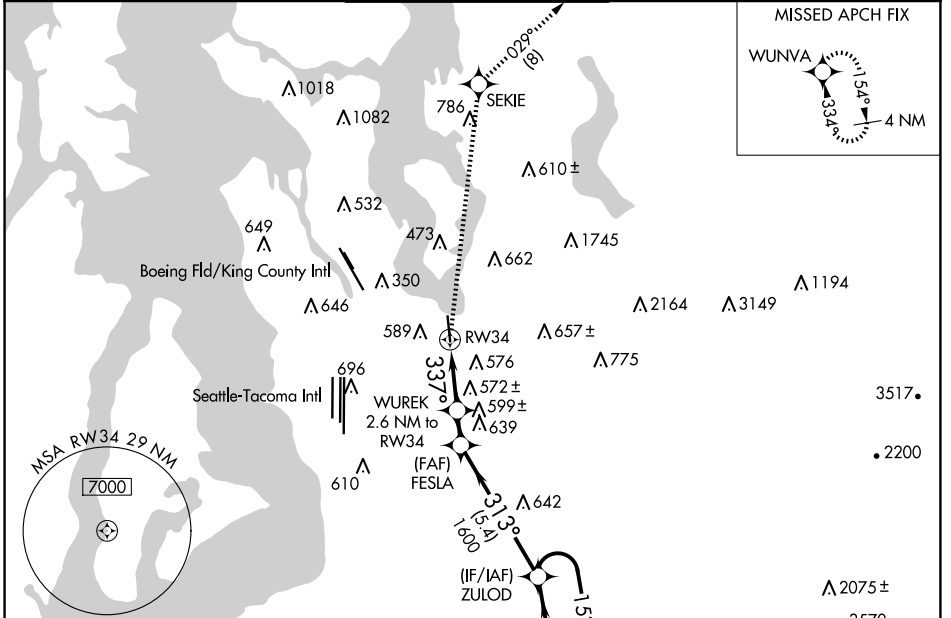 MISSED APCH FIX
WUNVA
154°
334°
4 NM
029°
(8)
SEKIE
1018
1082
786
610 ±
532
649
473
662
1745
Boeing Fld/King County Intl
350
646
1194
2164
3149
589
RW34
657 ±
576
775
337°
696
572 ±
Seattle-Tacoma Intl
WUREK
2.6 NM to
RW34
599 ±
639
3517
2200
MSA RW34 29 NM
7000
610
(FAF)
FESLA
313°
(5.4)
1600
642
(IF/IAF)
ZULOD
2075 ±